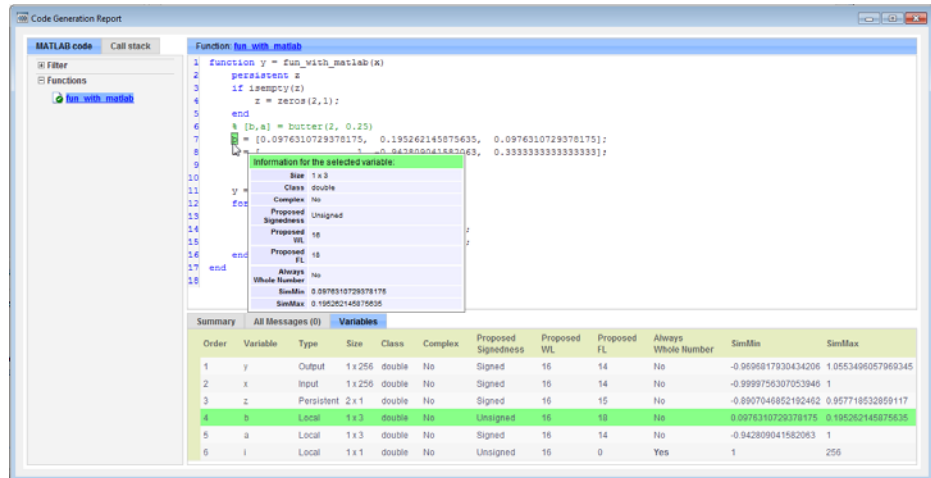 Code Generation Report
MATLAB code Call stack
Filter
Functions
fun_with_matlab
Function: fun_with_matlab
1 function y = fun_with_matlab(x)
2 persistent z
3 if isempty(z)
4 z = zeros(2,1);
5 end
6 % [b,a] = butter(2, 0.25)
7 b = [0.0976310729378175, 0.195262145875635, 0.0976310729378175];
8 = [ 1, -0.942809041582063, 0.3333333333333333];
9
10
11 y =
12 for
13
14 ;
15 ;
16 end
17 end
18
Information for the selected variable:
Size 1 x 3
Class double
Complex No
Proposed Signedness Unsigned
Proposed WL 16
Proposed FL 18
Always Whole Number No
SimMin 0.0976310729378175
SimMax 0.195262145875635
Summary All Messages (0) Variables
Order Variable Type Size Class Complex Proposed Signedness Proposed WL Proposed FL Always Whole Number SimMin SimMax
1 y Output 1 x 256 double No Signed 16 14 No -0.9696817930434206 1.0553496057969345
2 x Input 1 x 256 double No Signed 16 14 No -0.9999756307053946 1
3 z Persistent 2 x 1 double No Signed 16 15 No -0.8907046852192462 0.957718532859117
4 b Local 1 x 3 double No Unsigned 16 18 No 0.0976310729378175 0.195262145875635
5 a Local 1 x 3 double No Signed 16 14 No -0.942809041582063 1
6 i Local 1 x 1 double No Unsigned 16 0 Yes 1 256